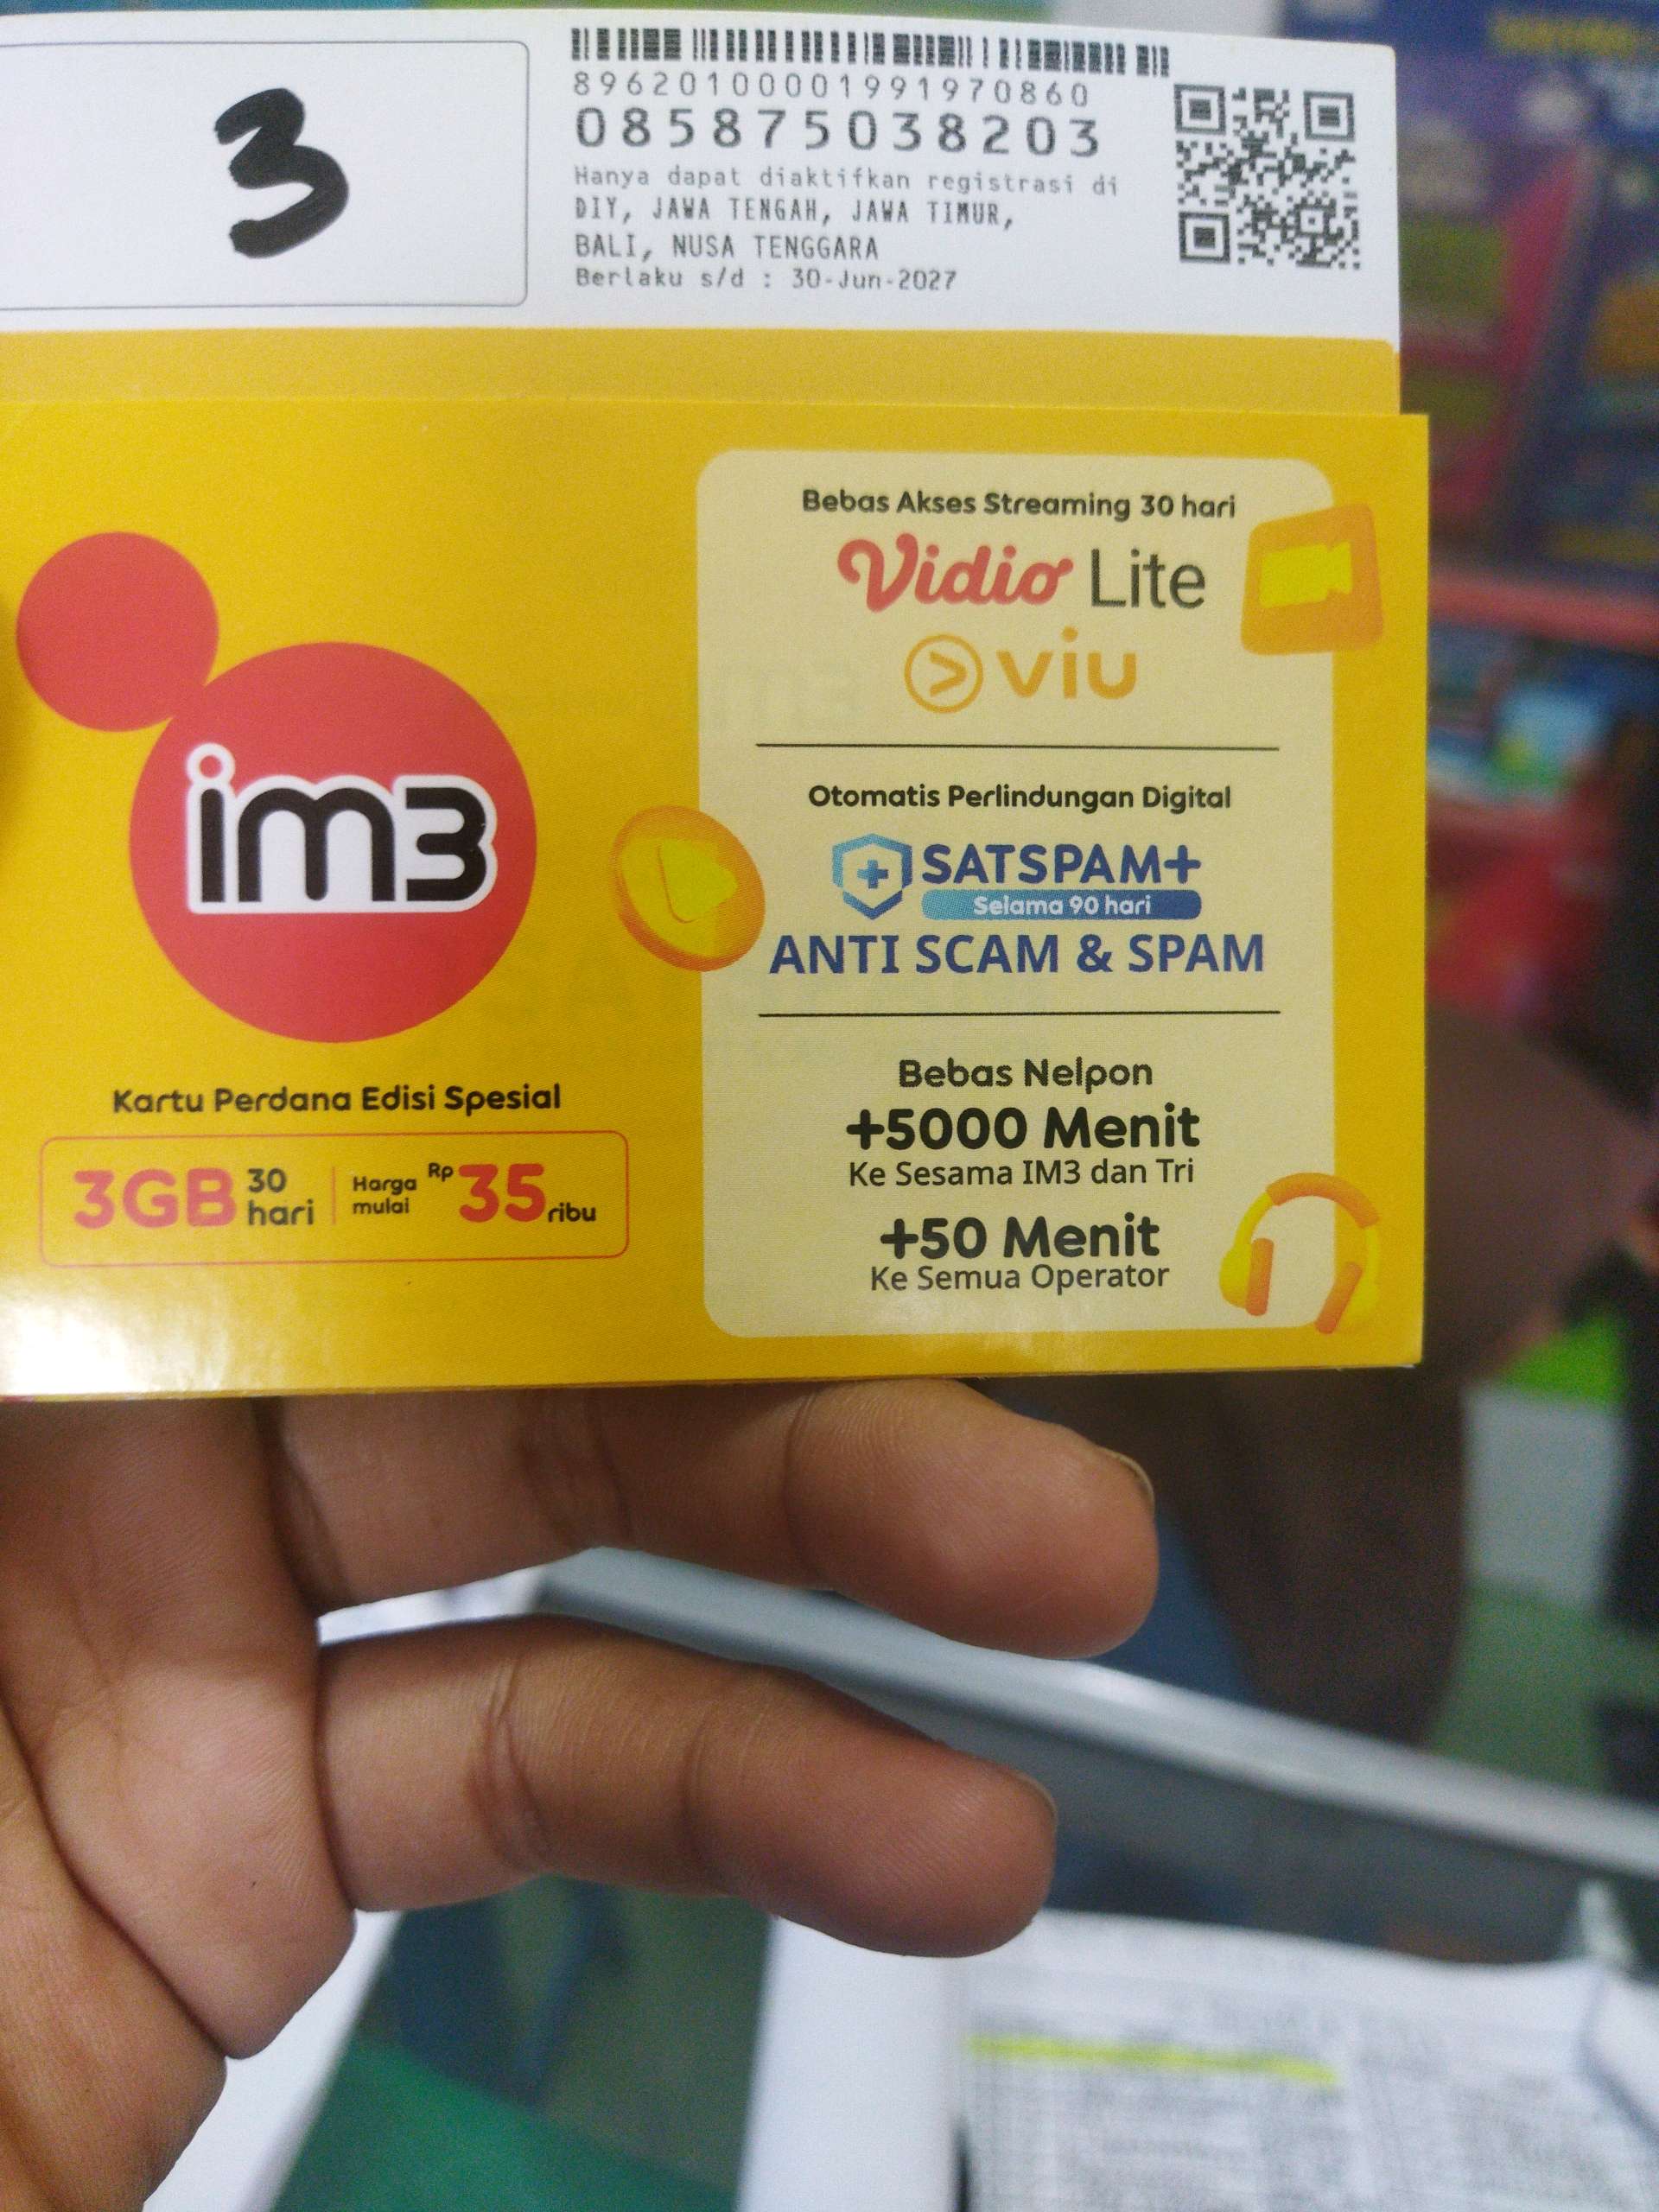 3
89620100001991970860
085875038203
Hanya dapat diaktifkan registrasi di
DIY, JAWA TENGAH, JAWA TIMUR,
BALI, NUSA TENGGARA
Berlaku s/d : 30-Jun-2027
im3
Kartu Perdana Edisi Spesial
3GB 30 hari Harga mulai Rp 35 ribu
Bebas Akses Streaming 30 hari
Vidio Lite
viu
Otomatis Perlindungan Digital
SATSPAM+
Selama 90 hari
ANTI SCAM & SPAM
Bebas Nelpon
+5000 Menit
Ke Sesama IM3 dan Tri
+50 Menit
Ke Semua Operator